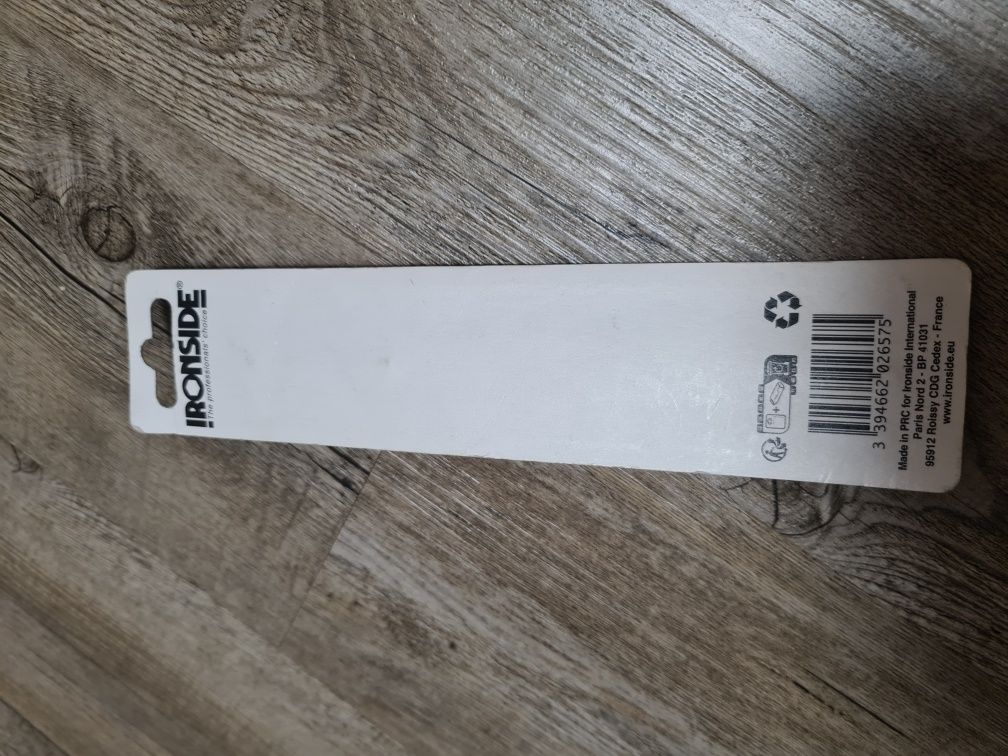 IRONSIDE®
The professionals' choice
3 394662 026575
Made in PRC for Ironside International
Paris Nord 2 - BP 41031
95912 Roissy CDG Cedex - France
www.ironside.eu